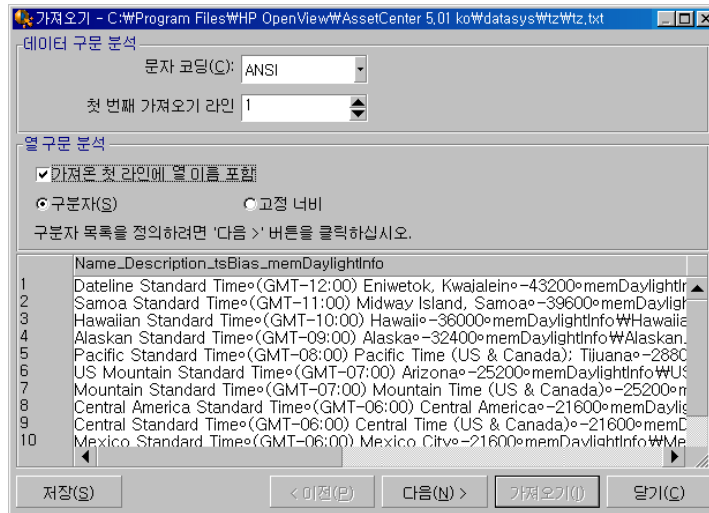 가져오기 - C:₩Program Files₩HP OpenView₩AssetCenter 5,01 ko₩datasys₩tz₩tz,txt
데이터 구문 분석
문자 코딩(C): ANSI
첫 번째 가져오기 라인 1
열 구문 분석
가져온 첫 라인에 열 이름 포함
구분자(S) 고정 너비
구분자 목록을 정의하려면 '다음 >' 버튼을 클릭하십시오.
Name_Description_tsBias_memDaylightInfo
1 Dateline Standard Time∘(GMT-12:00) Eniwetok, Kwajalein∘-43200∘memDaylightIr
2 Samoa Standard Time∘(GMT-11:00) Midway Island, Samoa∘-39600∘memDayligh
3 Hawaiian Standard Time∘(GMT-10:00) Hawaii∘-36000∘memDaylightInfo₩Hawaiia
4 Alaskan Standard Time∘(GMT-09:00) Alaska∘-32400∘memDaylightInfo₩Alaskan.
5 Pacific Standard Time∘(GMT-08:00) Pacific Time (US & Canada); Tijuana∘-2880
6 US Mountain Standard Time∘(GMT-07:00) Arizona∘-25200∘memDaylightInfo₩US
7 Mountain Standard Time∘(GMT-07:00) Mountain Time (US & Canada)∘-25200∘m
8 Central America Standard Time∘(GMT-06:00) Central America∘-21600∘memDaylig
9 Central Standard Time∘(GMT-06:00) Central Time (US & Canada)∘-21600∘memD
10 Mexico Standard Time∘(GMT-06:00) Mexico City∘-21600∘memDaylightInfo₩Me
저장(S) < 이전(P) 다음(N) > 가져오기(I) 닫기(C)